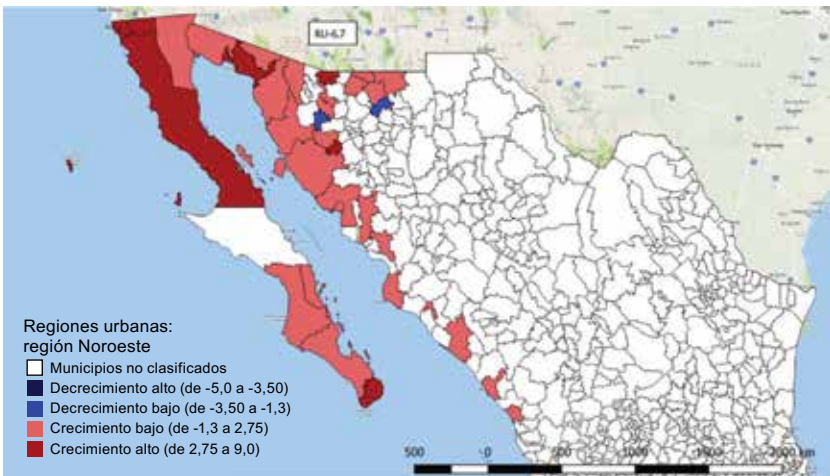 RU-6,7
Regiones urbanas:
región Noroeste
Municipios no clasificados
Decrecimiento alto (de -5,0 a -3,50)
Decrecimiento bajo (de -3,50 a -1,3)
Crecimiento bajo (de -1,3 a 2,75)
Crecimiento alto (de 2,75 a 9,0)
500 0 500 1000 1500 2000 km